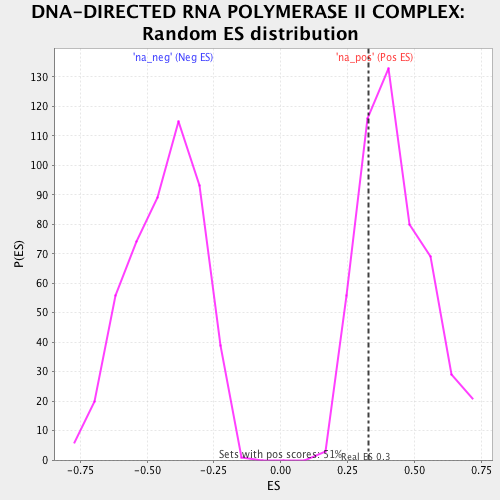 DNA-DIRECTED RNA POLYMERASE II COMPLEX:
Random ES distribution
'na_neg' (Neg ES)
'na_pos' (Pos ES)
130
120
110
100
90
80
70
60
50
40
30
20
10
0
P(ES)
Sets with pos scores: 51%
Real ES 0.3
-0.75
-0.50
-0.25
0.00
0.25
0.50
0.75
ES